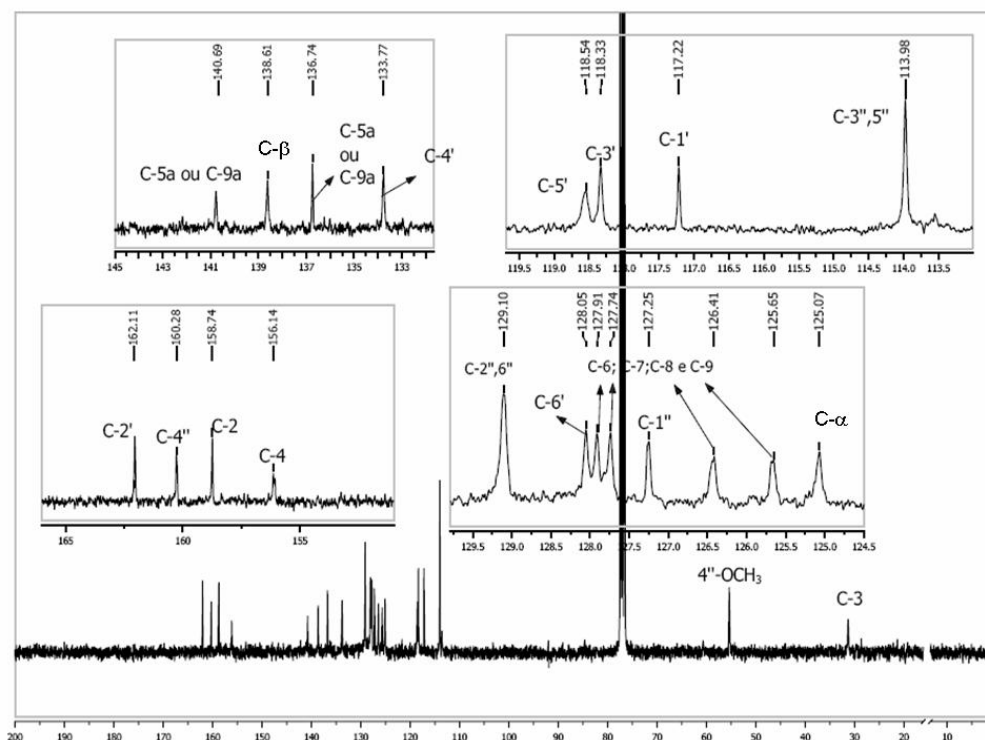 140.69 138.61 136.74 133.77
C-5a ou C-9a
C-β
C-5a
ou
C-9a
C-4'
145 143 141 139 137 135 133
118.54 118.33 117.22 113.98
C-5'
C-3'
C-1'
C-3",5"
119.5 119.0 118.5 118.0 117.5 117.0 116.5 116.0 115.5 115.0 114.5 114.0 113.5
162.11 160.28 158.74 156.14
C-2'
C-4"
C-2
C-4
165 160 155
129.10 128.05 127.91 127.74 127.25 126.41 125.65 125.07
C-2",6"
C-6'
C-6; C-7;C-8 e C-9
C-1"
C-α
129.5 129.0 128.5 128.0 127.5 127.0 126.5 126.0 125.5 125.0 124.5
4"-OCH₃
C-3
200 190 180 170 160 150 140 130 120 110 100 90 80 70 60 50 40 30 20 10 0